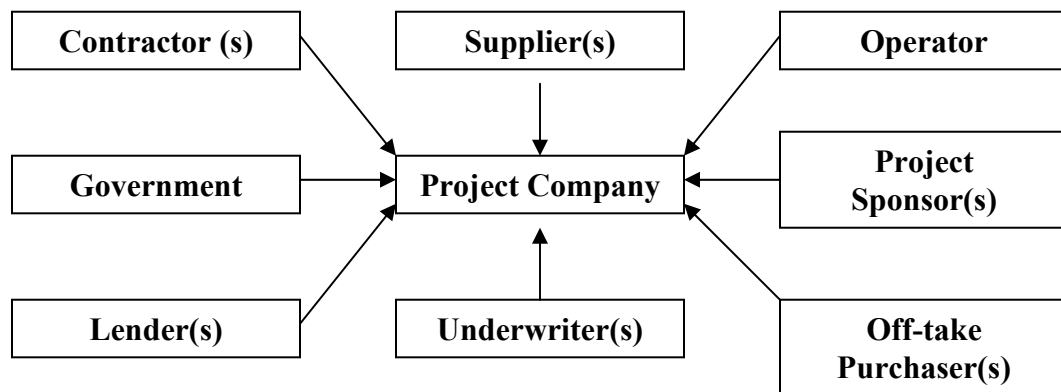 Contractor (s)
Supplier(s)
Operator
Government
Project Company
Project
Sponsor(s)
Lender(s)
Underwriter(s)
Off-take
Purchaser(s)